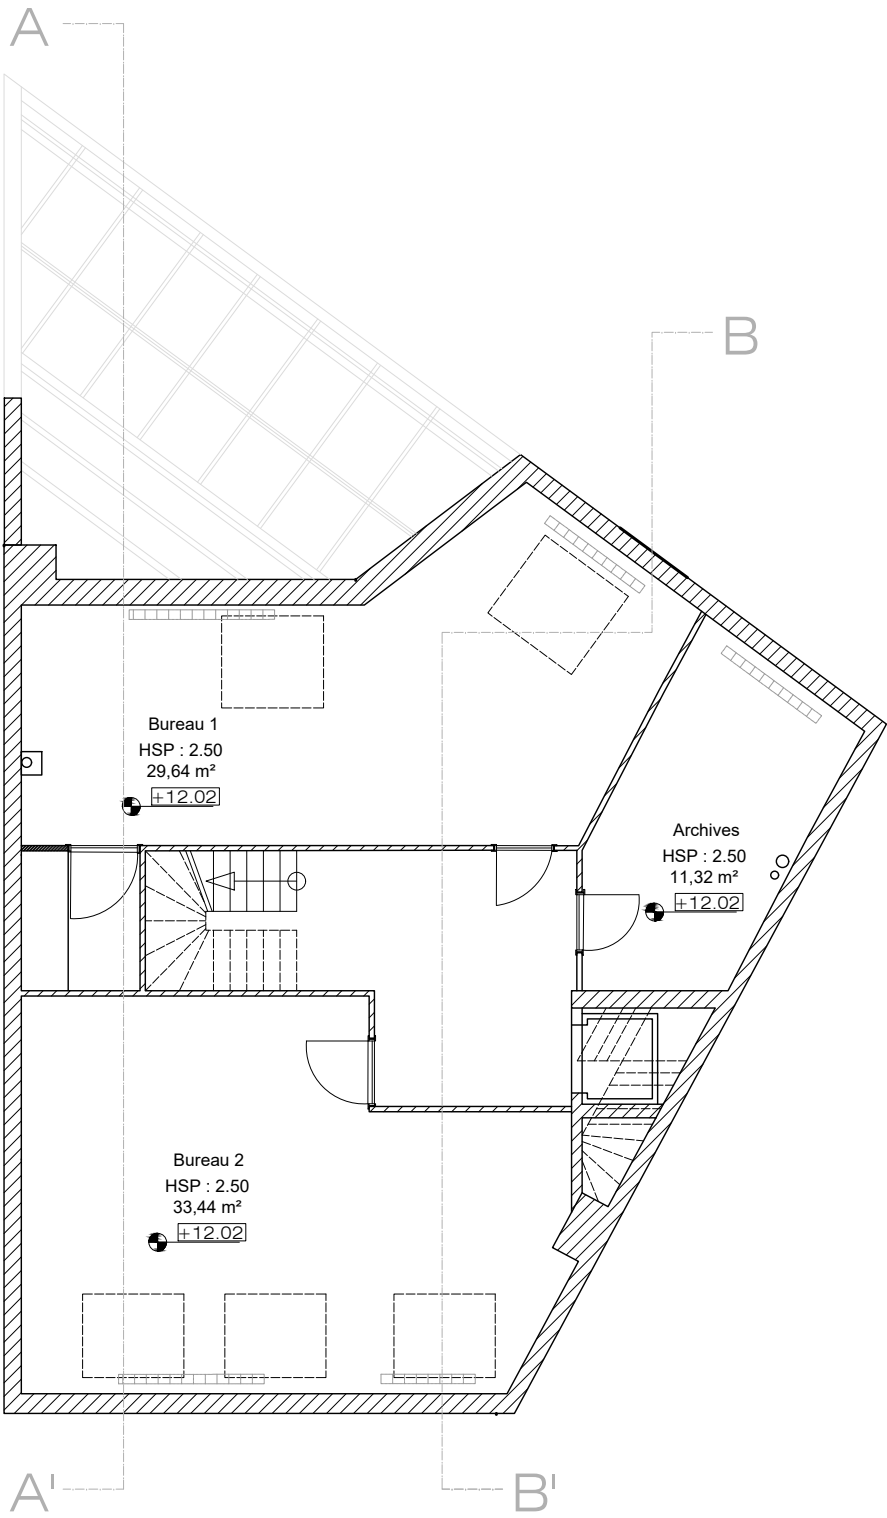 A
B
Bureau 1
HSP : 2.50
29,64 m²
+12.02
Archives
HSP : 2.50
11,32 m²
+12.02
Bureau 2
HSP : 2.50
33,44 m²
+12.02
A'
B'